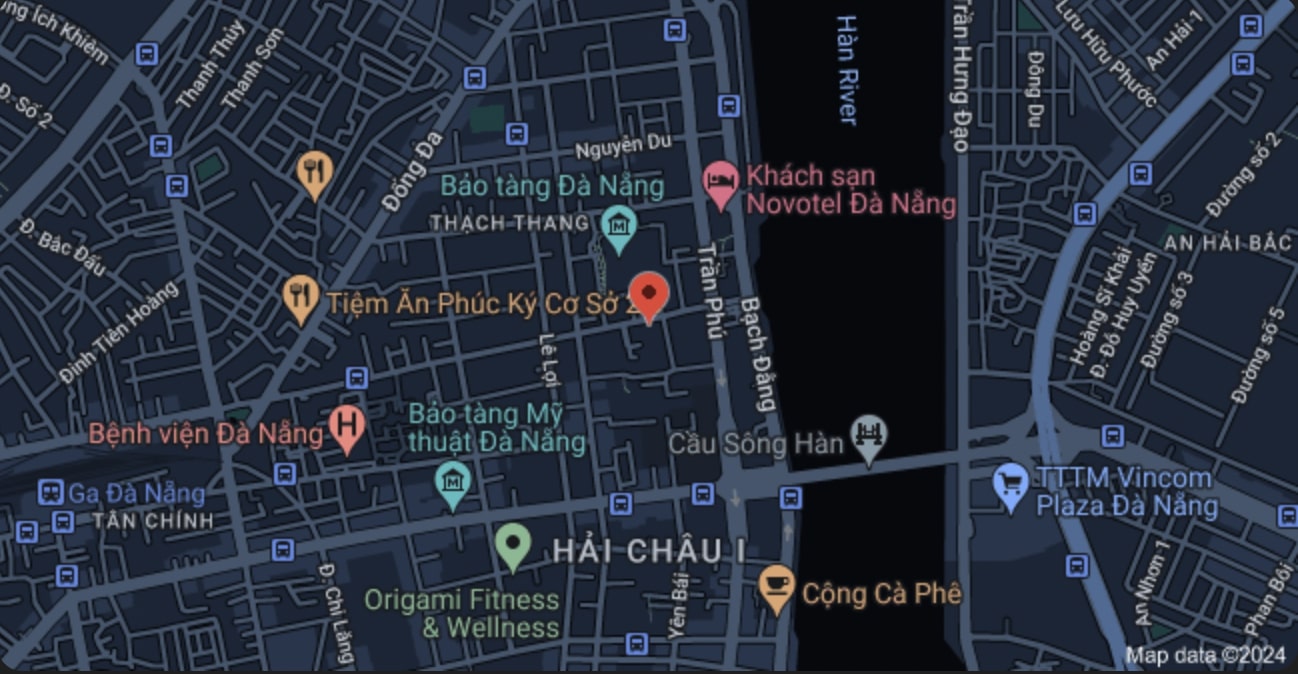 ng Ích Khiêm
Thanh Thủy
Thanh Sơn
Đ. Số 2
Đống Đa
Nguyễn Du
Hàn River
Trần Hưng Đạo
Đông Du
Lưu Hữu Phước
An Hải 1
Đường số 2
Bảo tàng Đà Nẵng
THẠCH THANG
Khách sạn
Novotel Đà Nẵng
AN HẢI BẮC
Đ. Bắc Đẩu
Đinh Tiên Hoàng
Tiệm Ăn Phúc Ký Cơ Sở 2
Trần Phú
Bạch Đằng
Hoàng Sĩ Khải
Đ. Đỗ Huy Uyển
Đường số 3
Đường số 5
Lê Lợi
Bệnh viện Đà Nẵng
H
Bảo tàng Mỹ
thuật Đà Nẵng
M
M
Cầu Sông Hàn
TTTM Vincom
Plaza Đà Nẵng
Ga Đà Nẵng
TÂN CHÍNH
HẢI CHÂU I
Đ. Chi Lăng
Origami Fitness
& Wellness
Yên Bái
Cộng Cà Phê
An Nhơn 1
Phan Bôi
Map data ©2024